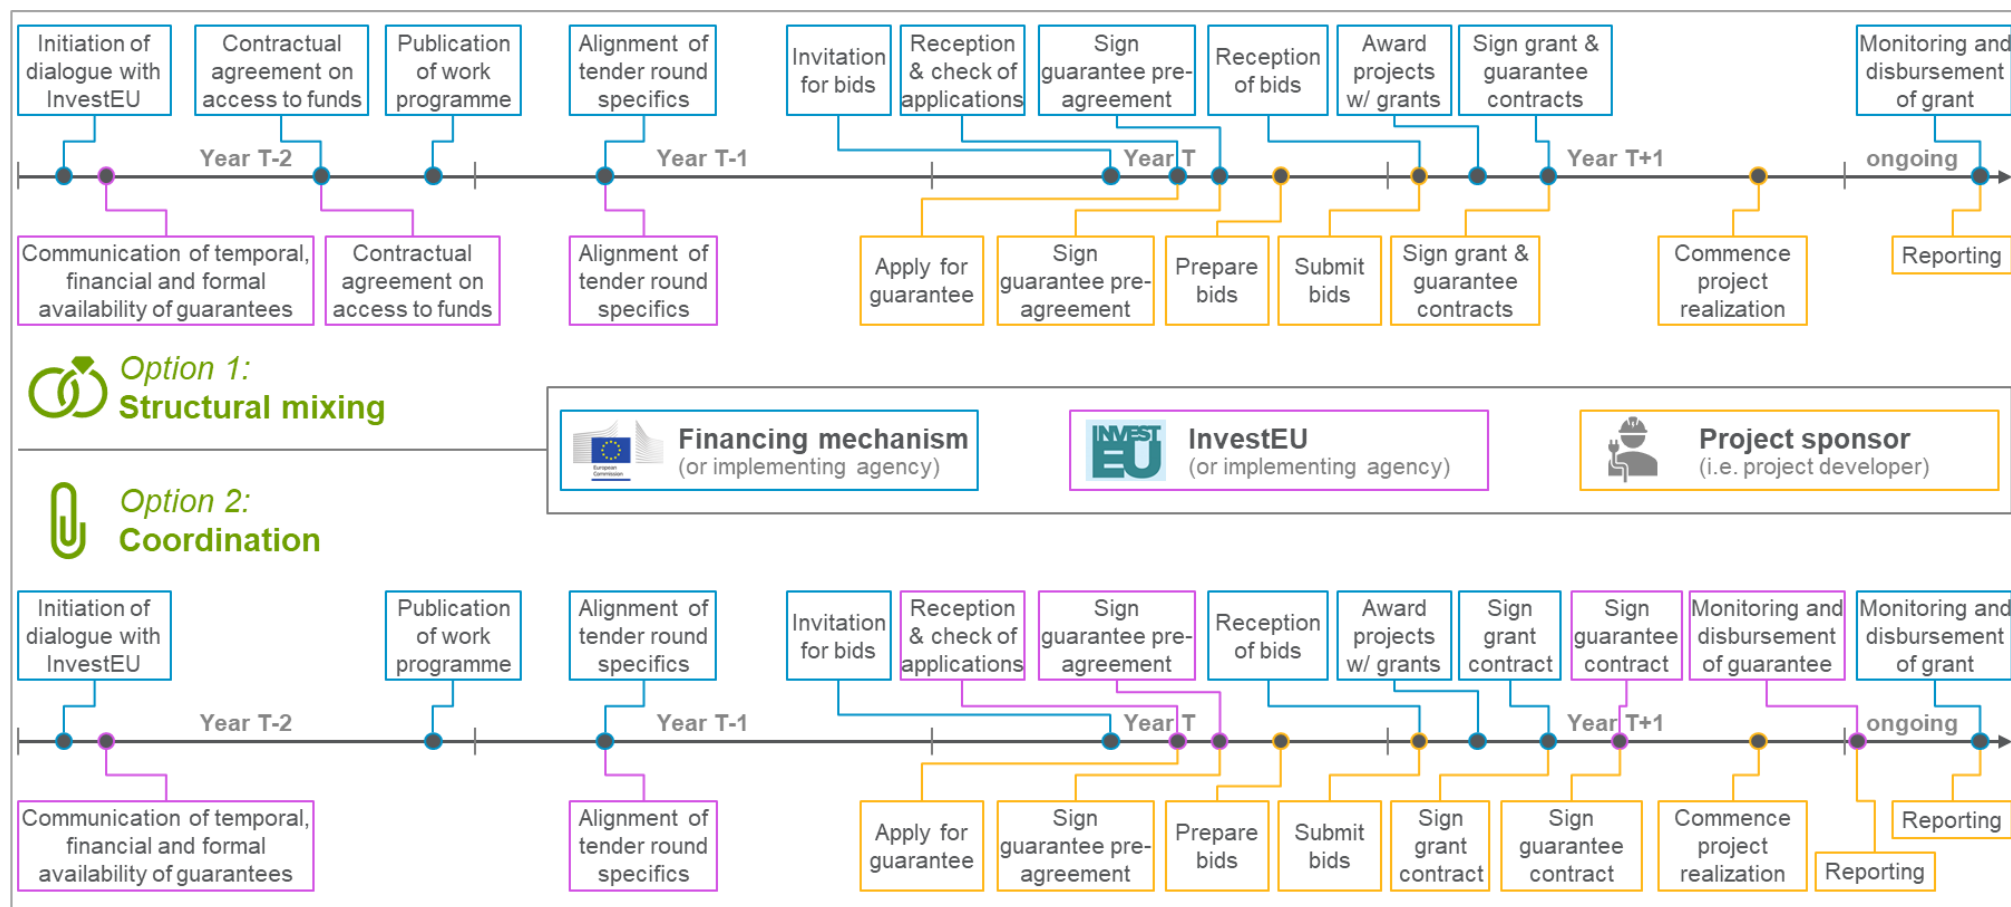 Initiation of
dialogue with
InvestEU
Contractual
agreement on
access to funds
Publication
of work
programme
Alignment of
tender round
specifics
Invitation
for bids
Reception
& check of
applications
Sign
guarantee pre-
agreement
Reception
of bids
Award
projects
w/ grants
Sign grant &
guarantee
contracts
Monitoring and
disbursement
of grant
Year T-2
Year T-1
Year T
Year T+1
ongoing
Communication of temporal,
financial and formal
availability of guarantees
Contractual
agreement on
access to funds
Alignment of
tender round
specifics
Apply for
guarantee
Sign
guarantee pre-
agreement
Prepare
bids
Submit
bids
Sign grant &
guarantee
contracts
Commence
project
realization
Reporting
Option 1:
Structural mixing
European
Commission
Financing mechanism
(or implementing agency)
INVEST
EU
InvestEU
(or implementing agency)
Project sponsor
(i.e. project developer)
Option 2:
Coordination
Initiation of
dialogue with
InvestEU
Publication
of work
programme
Alignment of
tender round
specifics
Invitation
for bids
Reception
& check of
applications
Sign
guarantee pre-
agreement
Reception
of bids
Award
projects
w/ grants
Sign
grant
contract
Sign
guarantee
contract
Monitoring and
disbursement
of guarantee
Monitoring and
disbursement
of grant
Year T-2
Year T-1
Year T
Year T+1
ongoing
Communication of temporal,
financial and formal
availability of guarantees
Alignment of
tender round
specifics
Apply for
guarantee
Sign
guarantee pre-
agreement
Prepare
bids
Submit
bids
Sign
grant
contract
Sign
guarantee
contract
Commence
project
realization
Reporting
Reporting